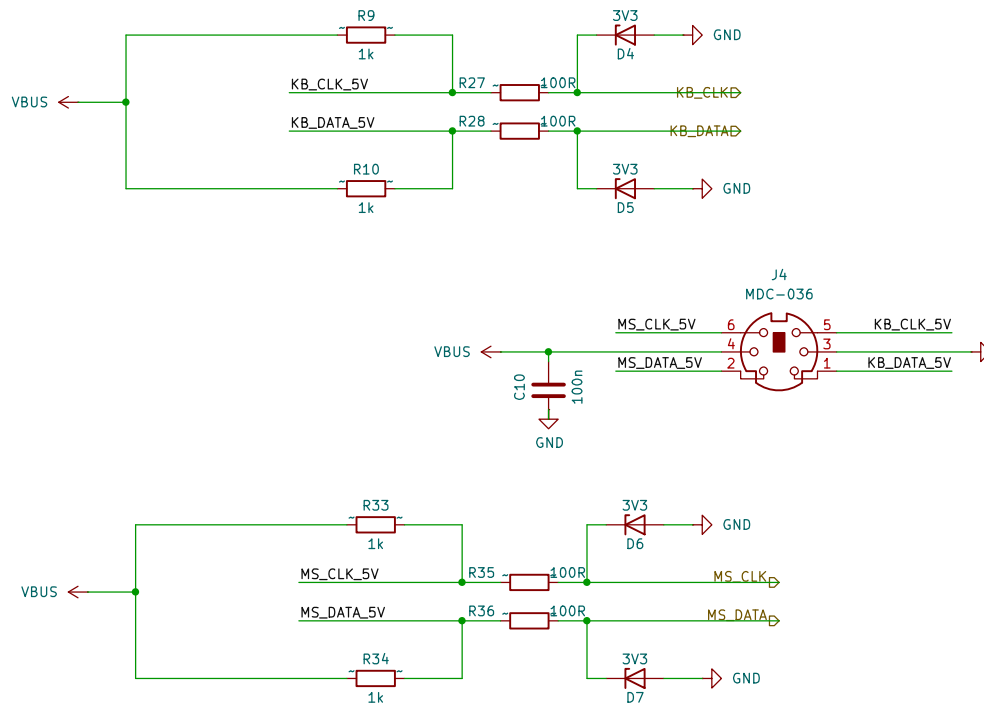 R9
1k
3V3
D4
GND
KB_CLK_5V
R27
~
100R
KB_CLK
VBUS
KB_DATA_5V
R28
~
100R
KB_DATA
R10
1k
3V3
D5
GND
J4
MDC-036
MS_CLK_5V
6
5
KB_CLK_5V
VBUS
4
3
MS_DATA_5V
2
1
KB_DATA_5V
C10
100n
GND
R33
1k
3V3
D6
GND
MS_CLK_5V
R35
~
100R
MS_CLK
VBUS
MS_DATA_5V
R36
~
100R
MS_DATA
R34
1k
3V3
D7
GND